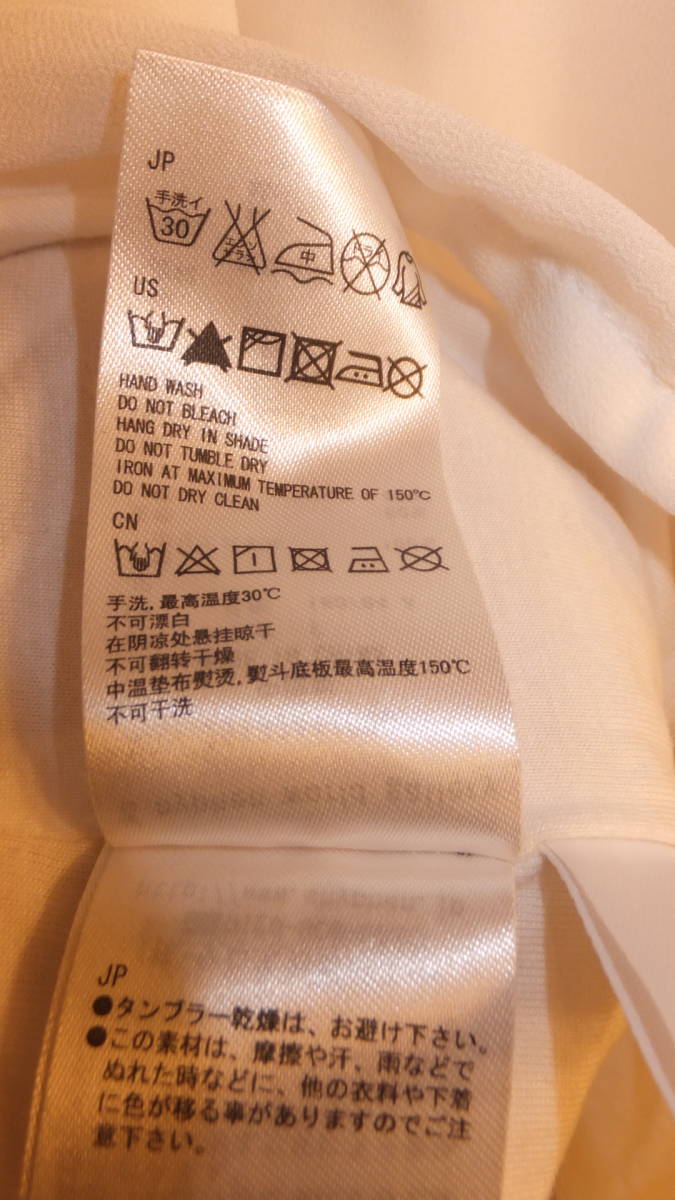 JP
手洗イ
30
中
US
HAND WASH
DO NOT BLEACH
HANG DRY IN SHADE
DO NOT TUMBLE DRY
IRON AT MAXIMUM TEMPERATURE OF 150℃
DO NOT DRY CLEAN
CN
手洗,最高温度30℃
不可漂白
在阴凉处悬挂晾干
不可翻转干燥
中温垫布熨烫,熨斗底板最高温度150℃
不可干洗
JP
●タンブラー乾燥は、お避け下さい。
●この素材は、摩擦や汗、雨などで
ぬれた時などに、他の衣料や下着
に色が移る事がありますのでご注
意下さい。